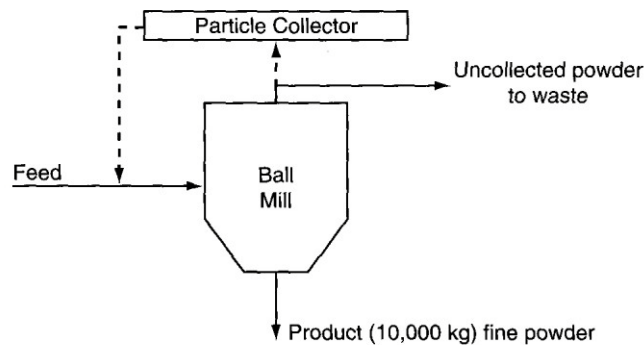 Particle Collector
Uncollected powder
to waste
Feed
Ball
Mill
Product (10,000 kg) fine powder